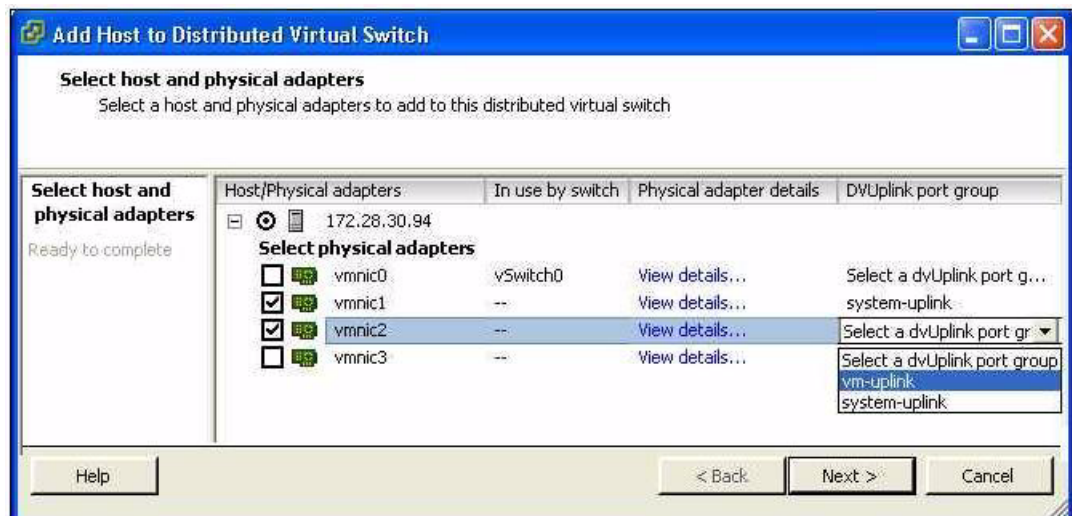 Add Host to Distributed Virtual Switch
Select host and physical adapters
Select a host and physical adapters to add to this distributed virtual switch
Select host and physical adapters
Ready to complete
Host/Physical adapters In use by switch Physical adapter details DVUplink port group
172.28.30.94
Select physical adapters
vmnic0 vSwitch0 View details... Select a dvUplink port g...
vmnic1 -- View details... system-uplink
vmnic2 -- View details... Select a dvUplink port gr
vmnic3 -- View details... Select a dvUplink port group
vm-uplink
system-uplink
Help < Back Next > Cancel